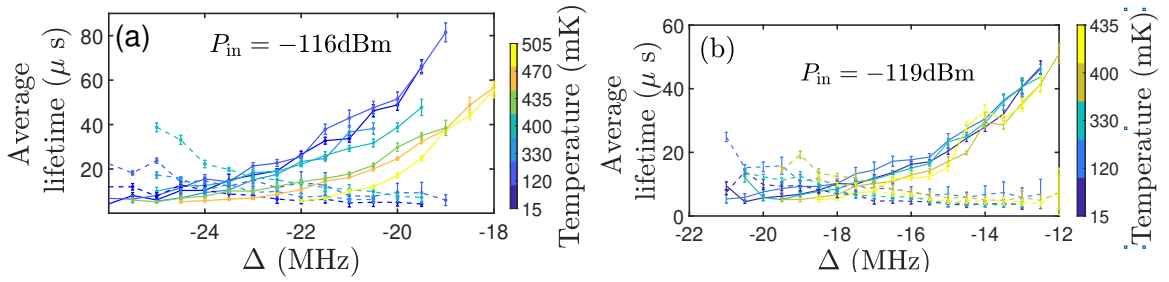 (a)
P_in = −116dBm
80
60
40
20
Average
lifetime (μ s)
-24
-22
-20
-18
Δ (MHz)
505
470
435
400
330
120
15
Temperature (mK)
(b)
P_in = −119dBm
60
40
20
0
Average
lifetime (μ s)
-22
-20
-18
-16
-14
-12
Δ (MHz)
435
400
330
120
15
Temperature (mK)